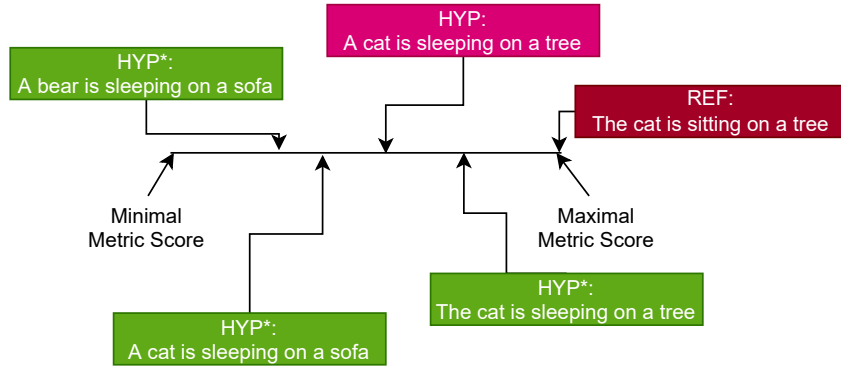 HYP:
A cat is sleeping on a tree
HYP*:
A bear is sleeping on a sofa
REF:
The cat is sitting on a tree
Minimal
Metric Score
Maximal
Metric Score
HYP*:
The cat is sleeping on a tree
HYP*:
A cat is sleeping on a sofa